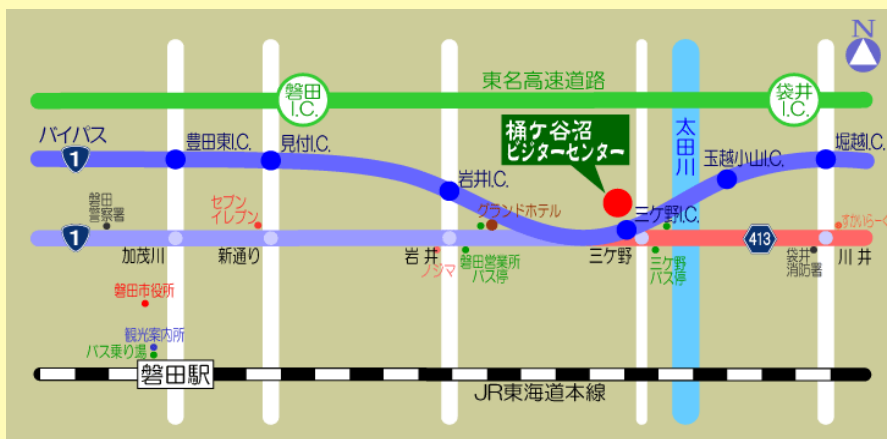 N
東名高速道路
磐田
I.C.
袋井
I.C.
バイパス
1
豊田東I.C.
見付I.C.
岩井I.C.
桶ケ谷沼
ビジターセンター
太田川
玉越小山I.C.
堀越I.C.
磐田
警察署
セブン
イレブン
グランドホテル
三ケ野I.C.
すかいらーく
1
413
加茂川
新通り
岩井
ノジマ
磐田営業所
バス停
三ケ野
三ケ野
バス停
袋井
消防署
川井
磐田市役所
観光案内所
バス乗り場
磐田駅
JR東海道本線